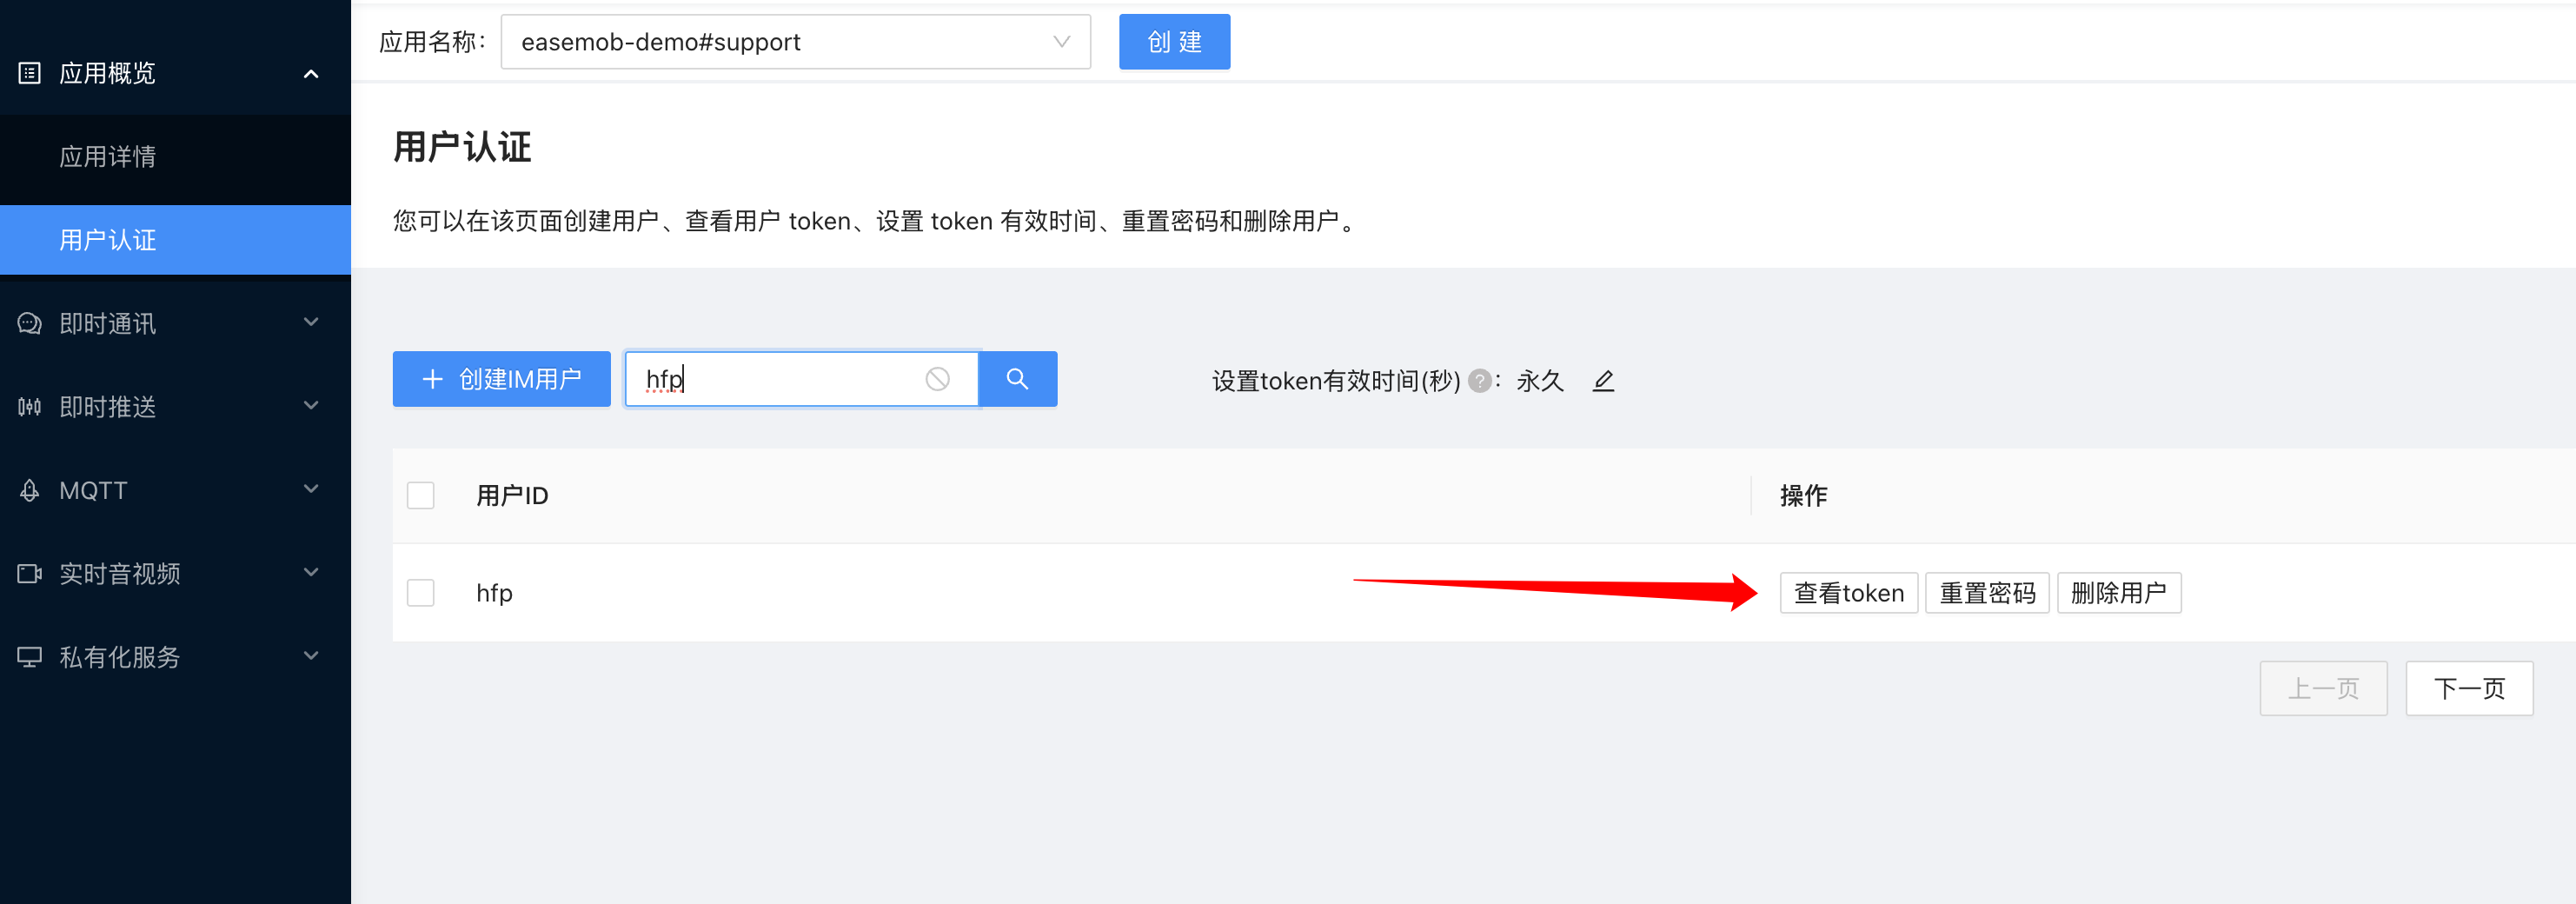 应用概览
应用详情
用户认证
即时通讯
即时推送
MQTT
实时音视频
私有化服务
应用名称： easemob-demo#support 创 建
用户认证
您可以在该页面创建用户、查看用户 token、设置 token 有效时间、重置密码和删除用户。
创建IM用户 hfp 设置token有效时间(秒) ?： 永久
用户ID 操作
hfp 查看token 重置密码 删除用户
上一页 下一页